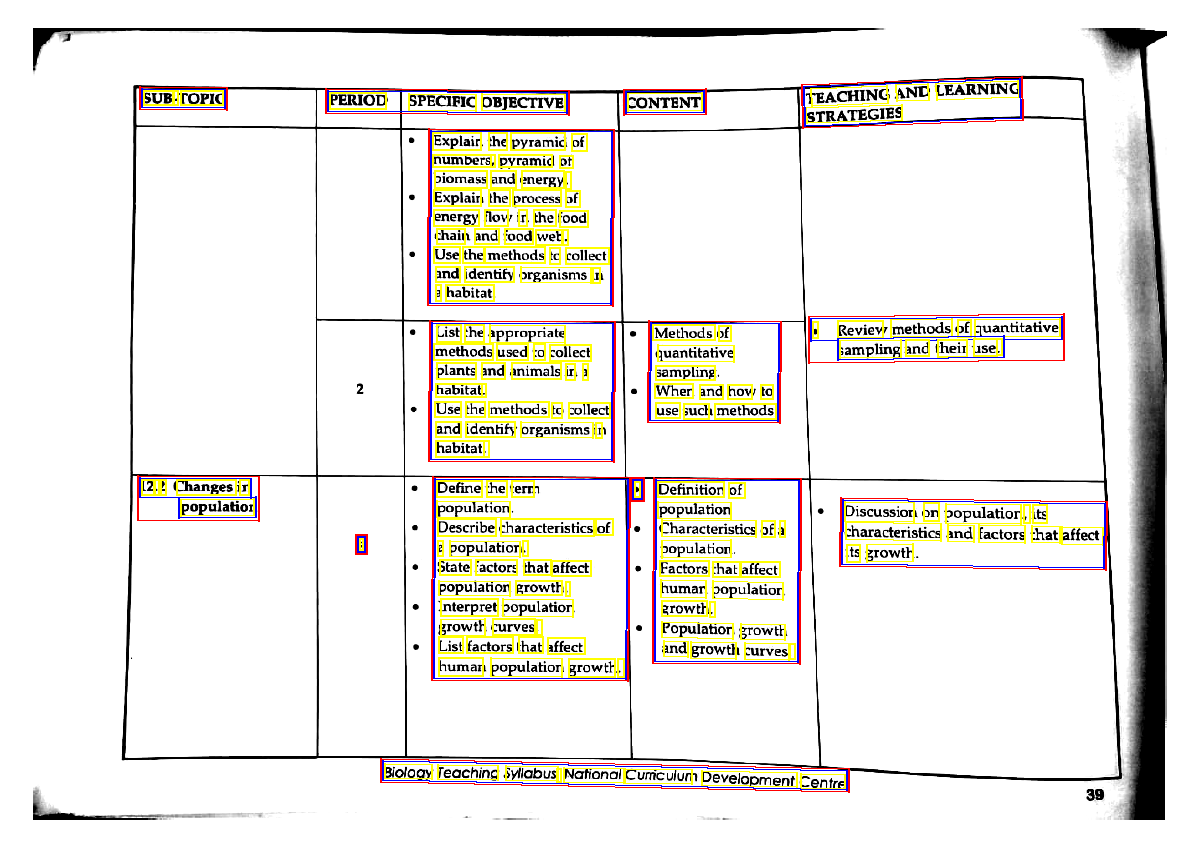 SUB-TOPIC PERIOD SPECIFIC OBJECTIVE CONTENT TEACHING AND LEARNING
STRATEGIES
• Explain the pyramid of
numbers, pyramid of
biomass and energy.
• Explain the process of
energy flow in the food
chain and food web.
• Use the methods to collect
and identify organisms in
a habitat
2
• List the appropriate
methods used to collect
plants and animals in a
habitat.
• Use the methods to collect
and identify organisms in
habitat.
• Methods of
quantitative
sampling.
• When and how to
use such methods
• Review methods of quantitative
sampling and their use.
12.2 Changes in
population
• Define the term
population.
• Describe characteristics of
a population.
• State factors that affect
population growth.
• Interpret population
growth curves
• List factors that affect
human population growth.
• Definition of
population
• Characteristics of a
population.
• Factors that affect
human population
growth.
• Population growth
and growth curves
• Discussion on population, its
characteristics and factors that affect
its growth.
Biology Teaching Syllabus National Curriculum Development Centre
39